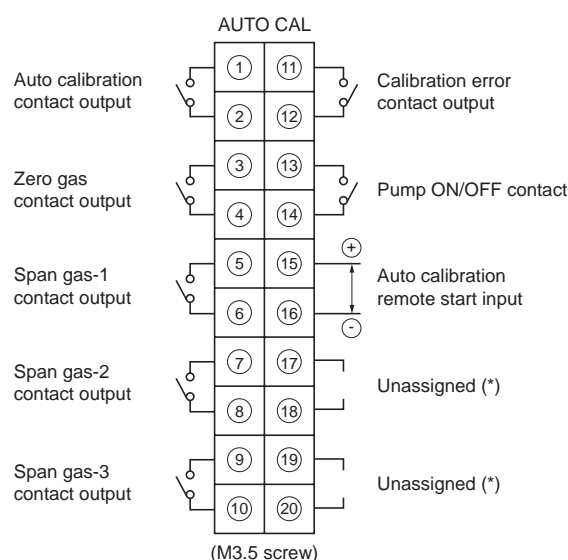 AUTO CAL
Auto calibration
contact output
1
11
Calibration error
contact output
2
12
Zero gas
contact output
3
13
Pump ON/OFF contact
4
14
Span gas-1
contact output
5
15
+
Auto calibration
remote start input
6
16
-
Span gas-2
contact output
7
17
Unassigned (*)
8
18
Span gas-3
contact output
9
19
Unassigned (*)
10
20
(M3.5 screw)